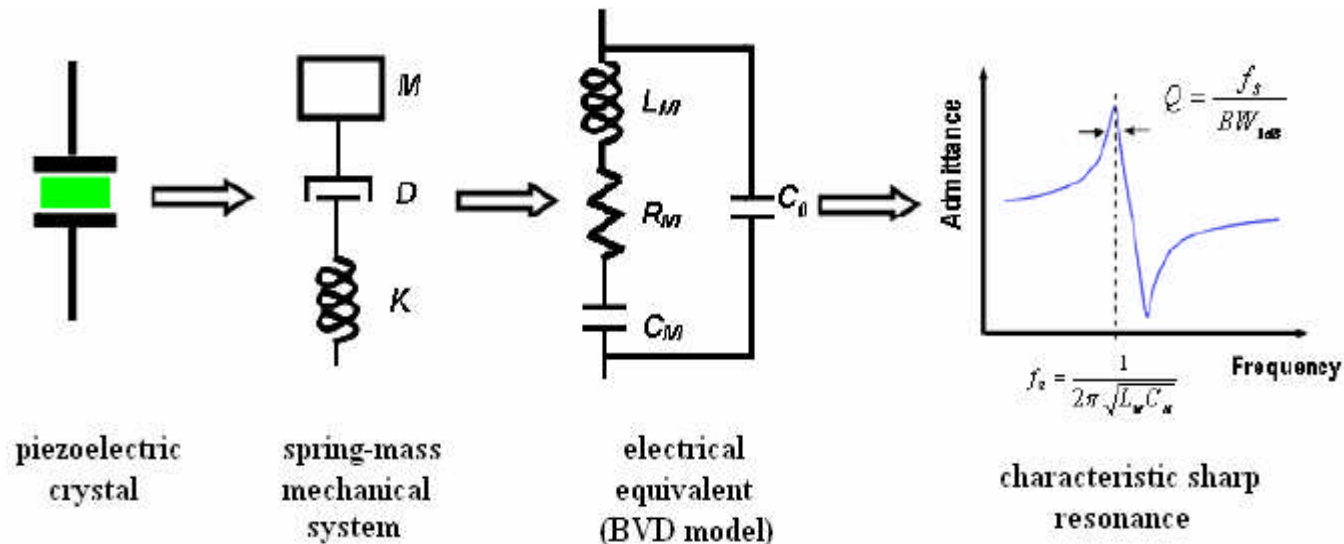 M
D
K
L_M
R_M
C_M
C_0
Admittance
Q = f_s / BW_3dB
Frequency
f_s = 1 / 2π√L_M C_M
piezoelectric
crystal
spring-mass
mechanical
system
electrical
equivalent
(BVD model)
characteristic sharp
resonance